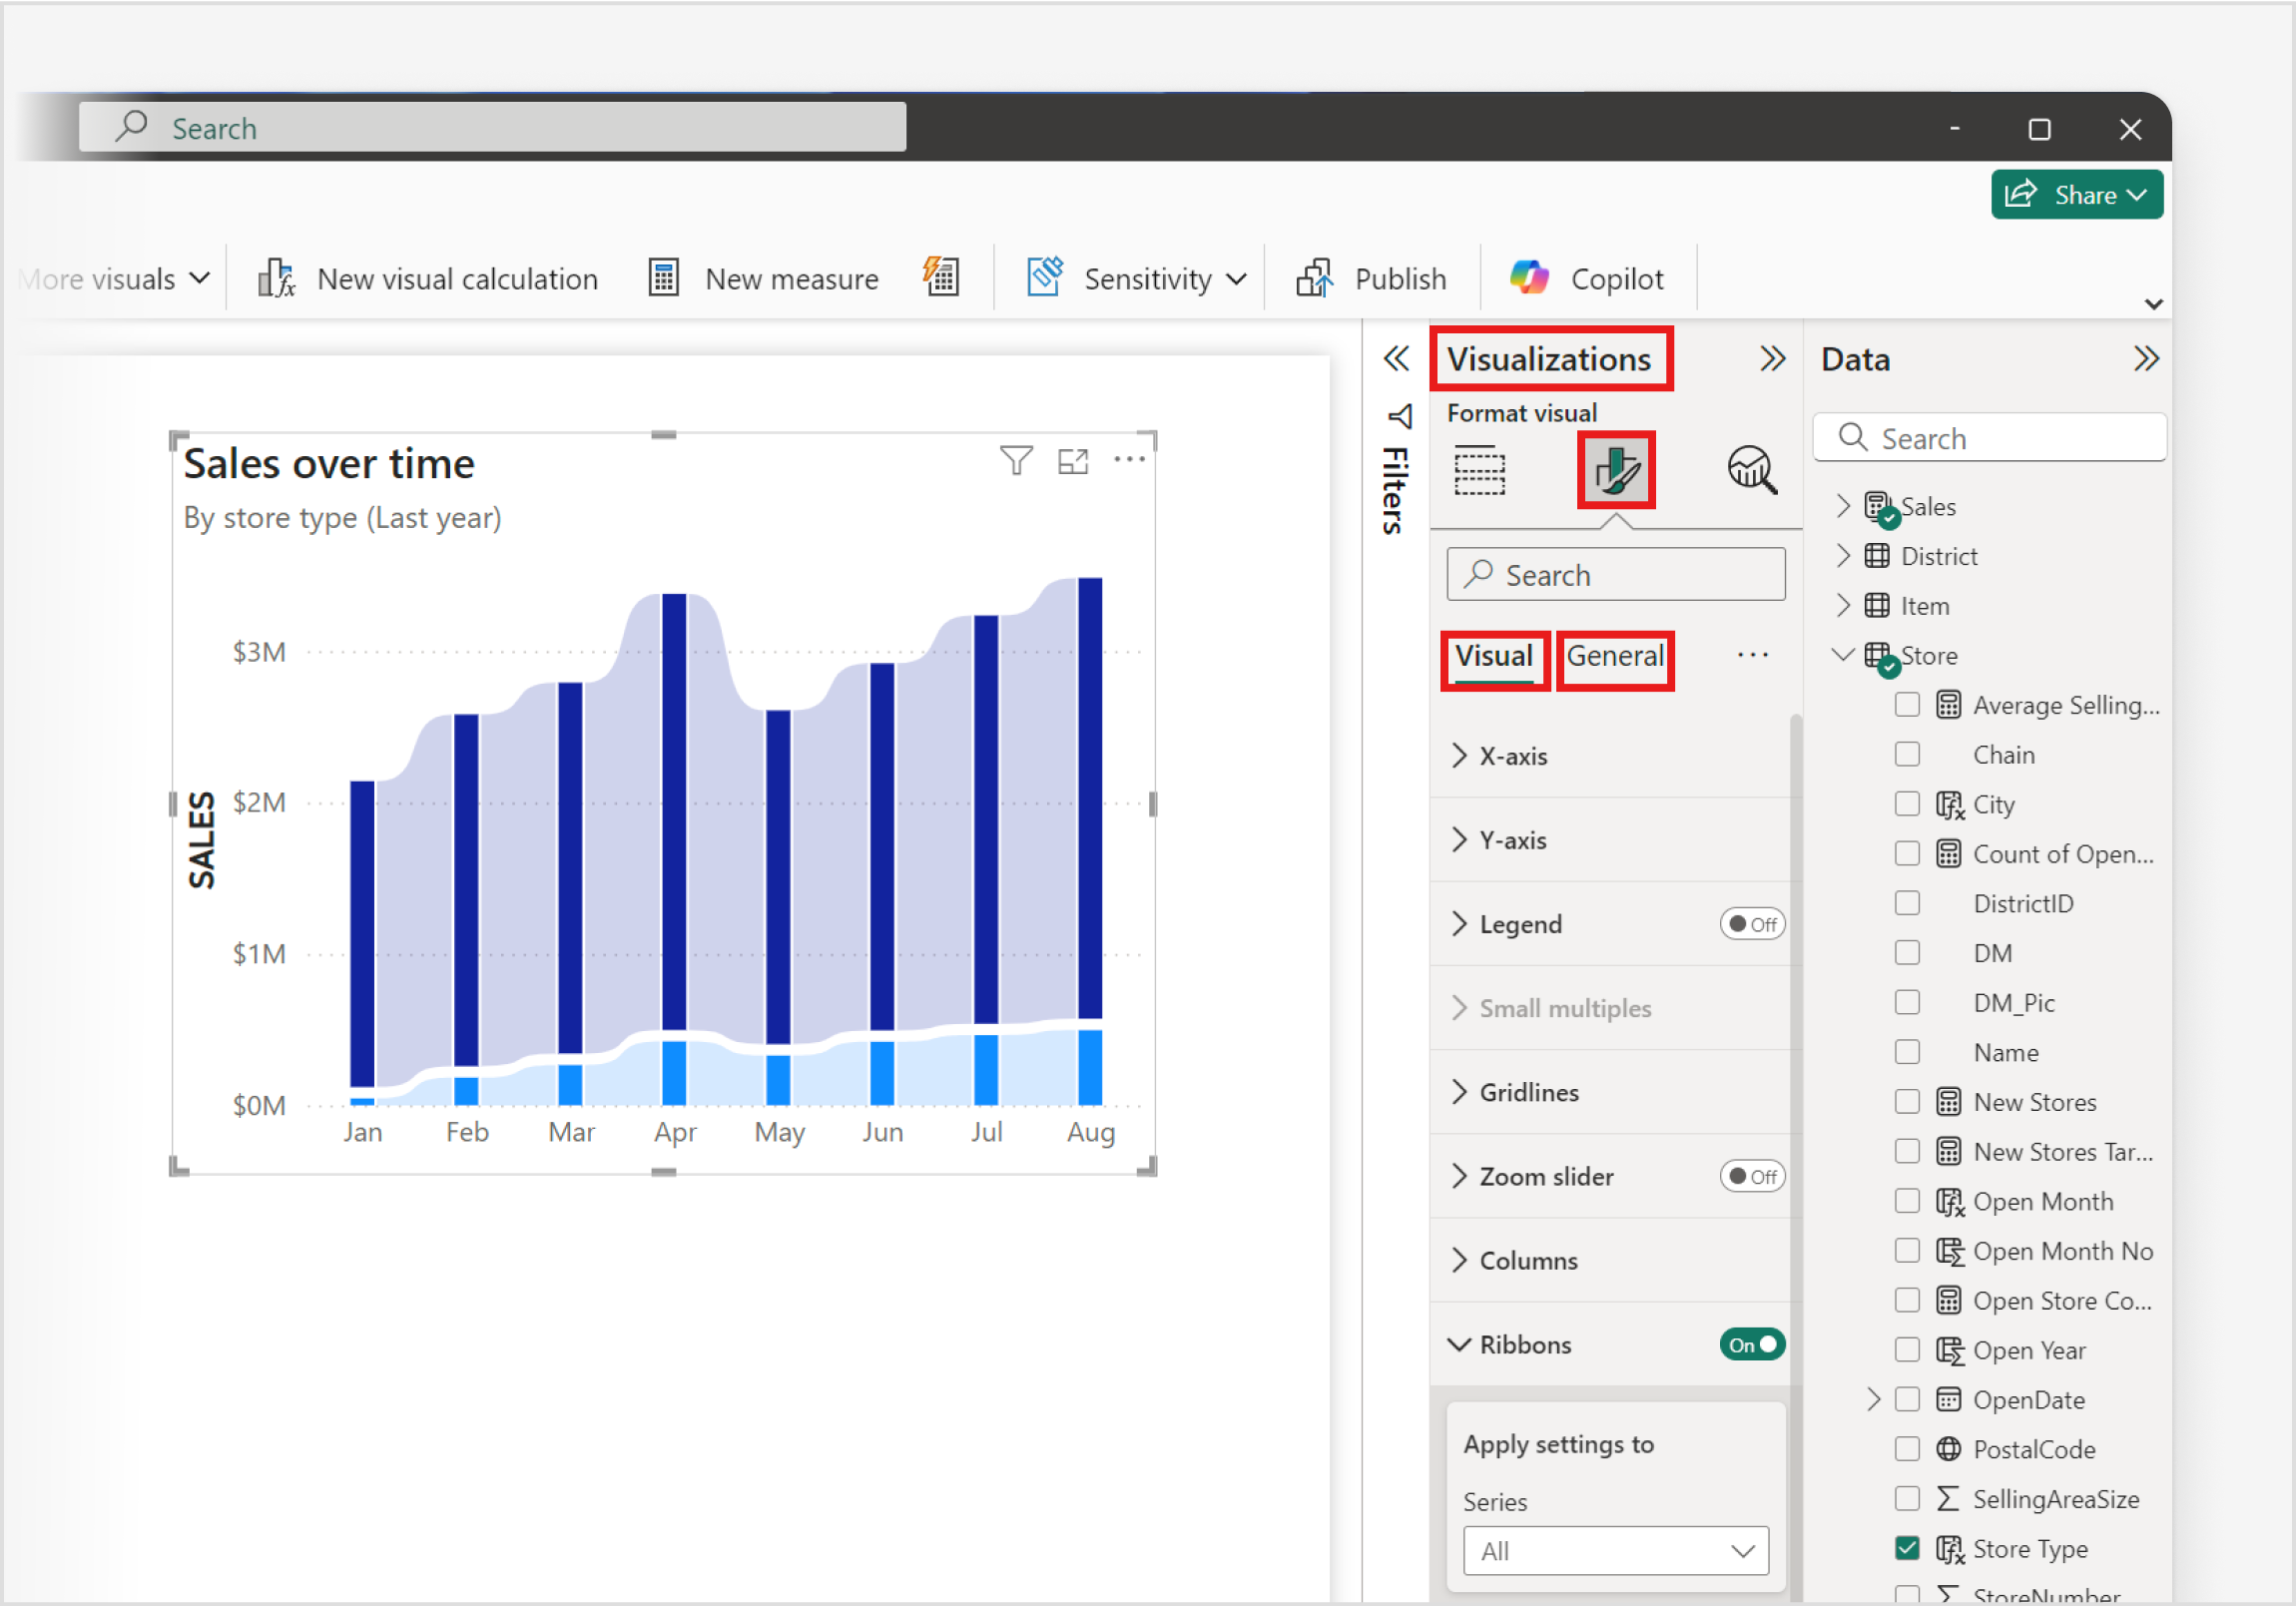 Search
Share
More visuals
New visual calculation
New measure
Sensitivity
Publish
Copilot
Sales over time
By store type (Last year)
SALES
$3M
$2M
$1M
$0M
Jan Feb Mar Apr May Jun Jul Aug
Filters
Visualizations
Format visual
Search
Visual General
X-axis
Y-axis
Legend Off
Small multiples
Gridlines
Zoom slider Off
Columns
Ribbons On
Apply settings to
Series
All
Data
Search
Sales
District
Item
Store
Average Selling...
Chain
City
Count of Open...
DistrictID
DM
DM_Pic
Name
New Stores
New Stores Tar...
Open Month
Open Month No
Open Store Co...
Open Year
OpenDate
PostalCode
SellingAreaSize
Store Type
StoreNumber